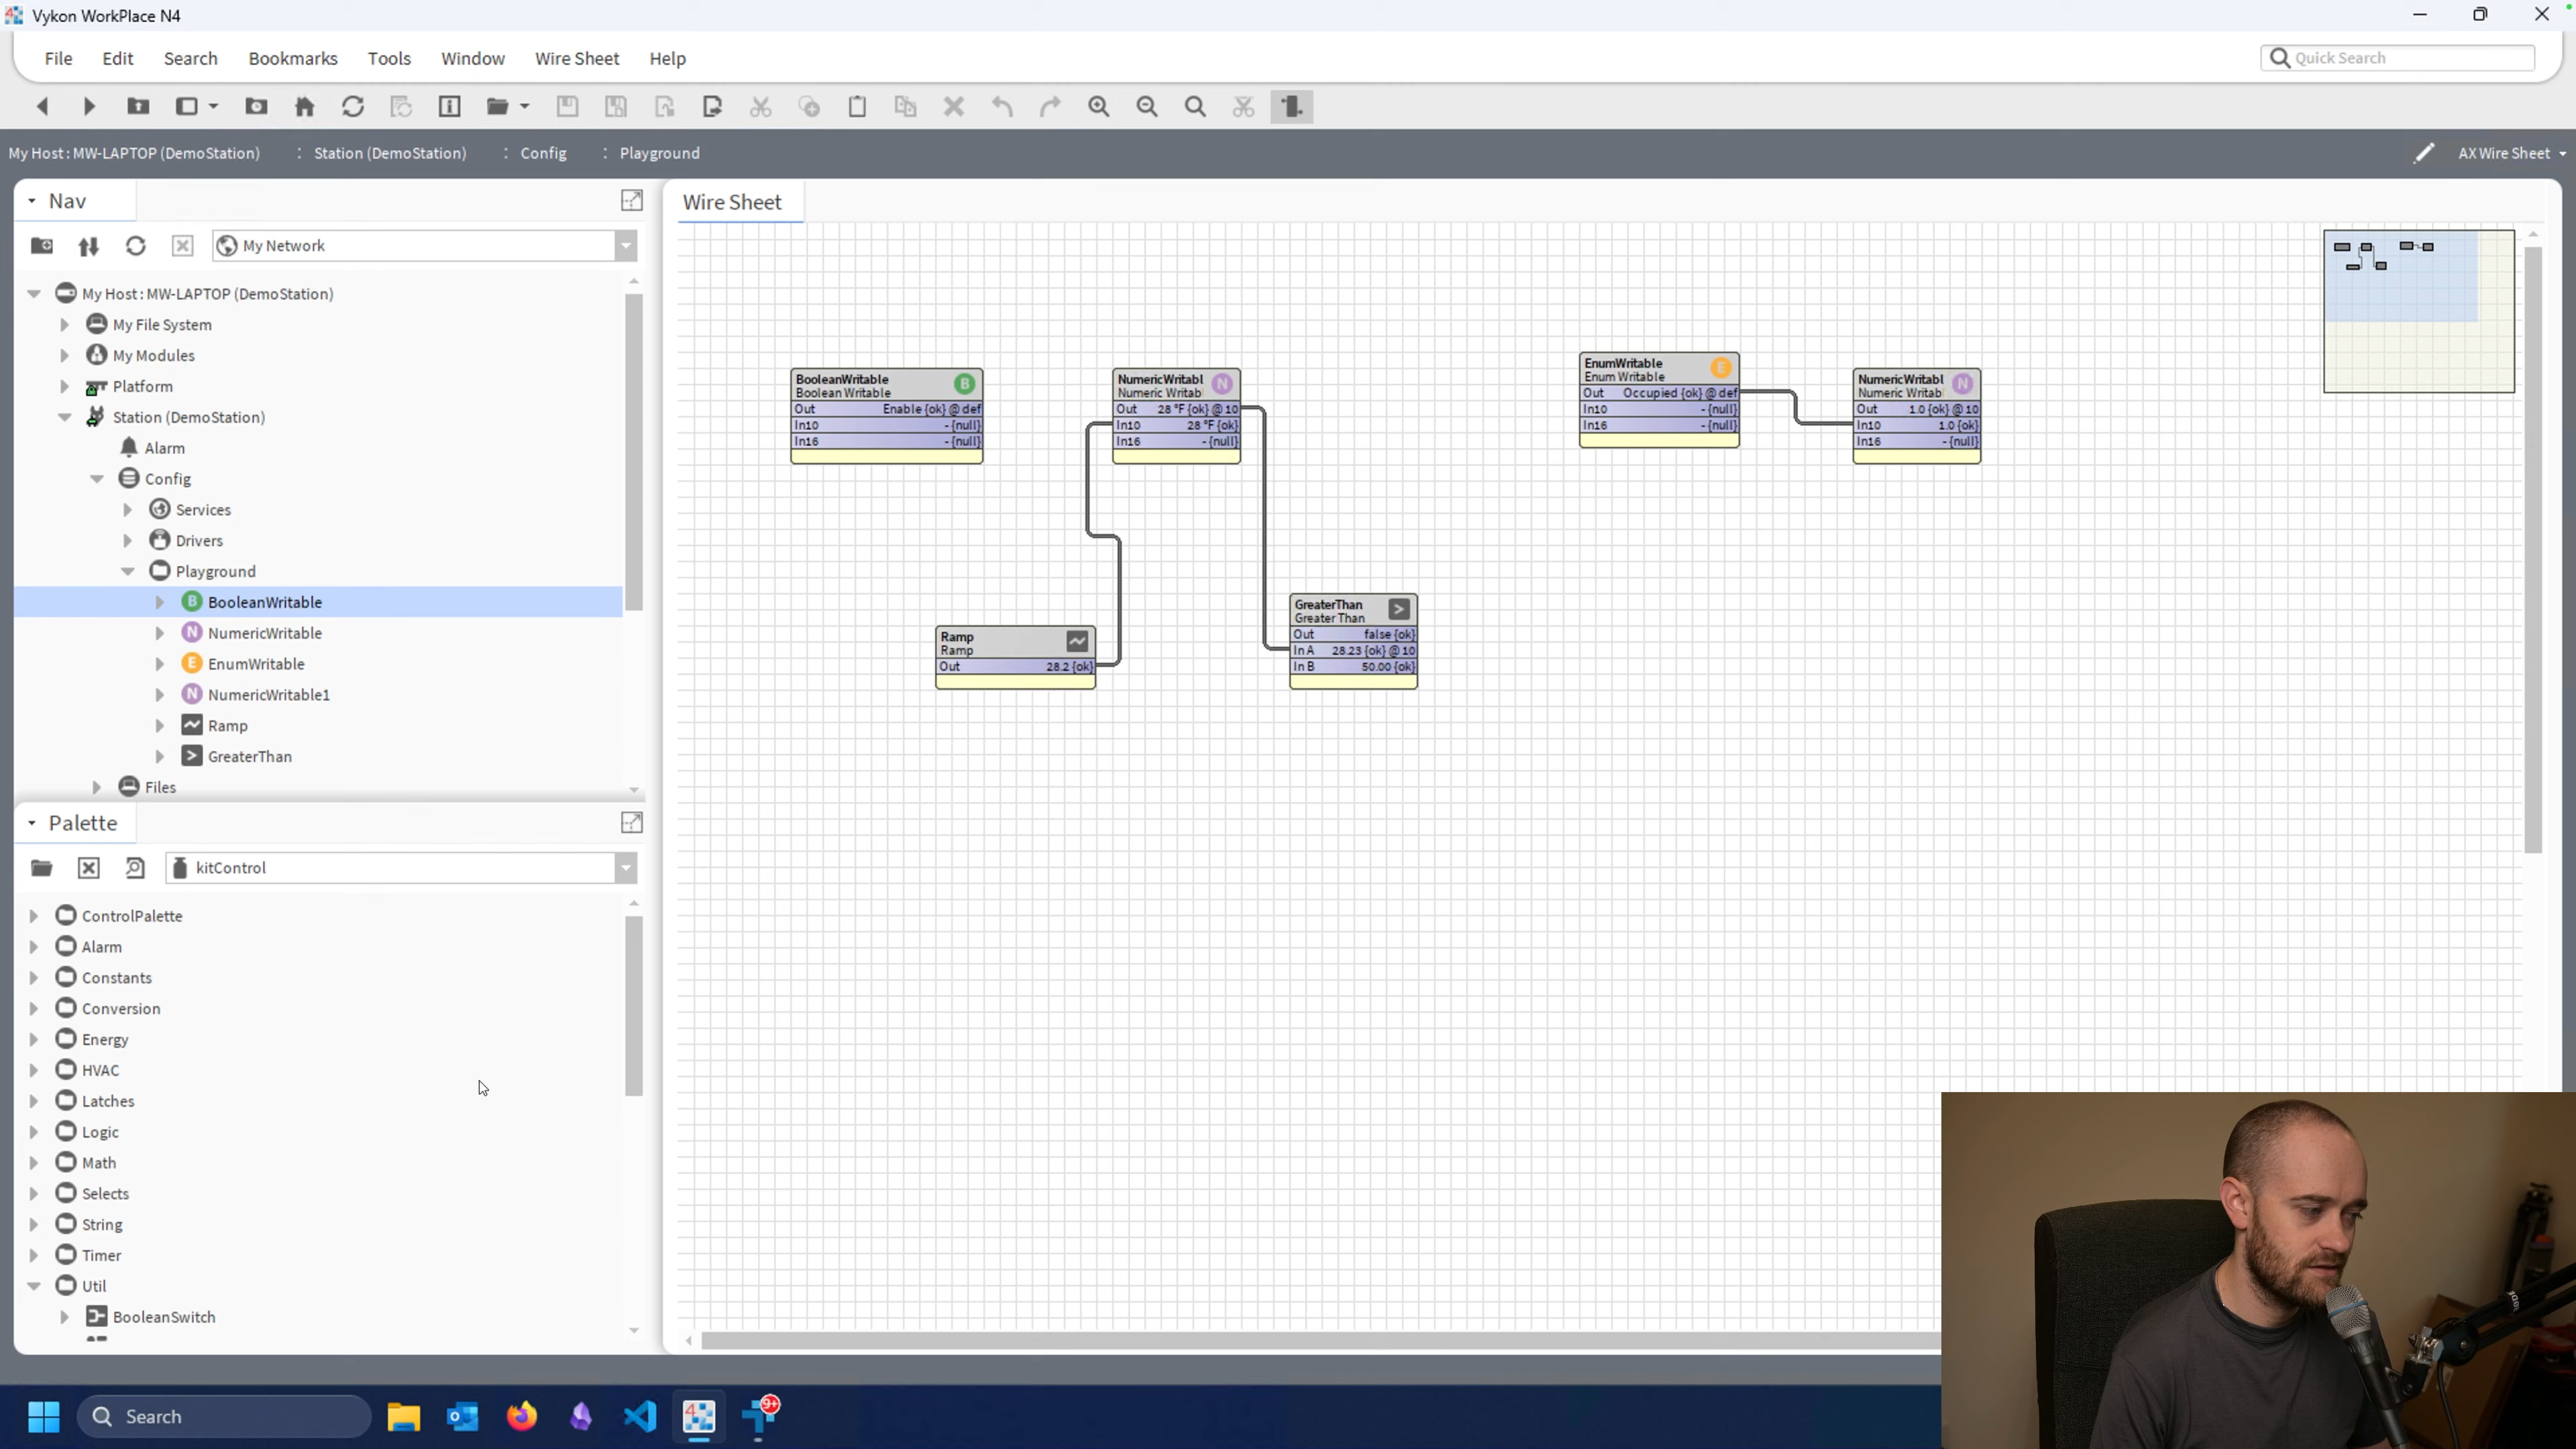 Vykon WorkPlace N4
File Edit Search Bookmarks Tools Window Wire Sheet Help
Quick Search
My Host : MW-LAPTOP (DemoStation) : Station (DemoStation) : Config : Playground
AX Wire Sheet
Nav
My Network
My Host : MW-LAPTOP (DemoStation)
My File System
My Modules
Platform
Station (DemoStation)
Alarm
Config
Services
Drivers
Playground
BooleanWritable
NumericWritable
EnumWritable
NumericWritable1
Ramp
GreaterThan
Files
Palette
kitControl
ControlPalette
Alarm
Constants
Conversion
Energy
HVAC
Latches
Logic
Math
Selects
String
Timer
Util
BooleanSwitch
Wire Sheet
BooleanWritable
Boolean Writable
B
Out Enable {ok} @ def
In10 - {null}
In16 - {null}
NumericWritabl
Numeric Writabl
N
Out 28 °F {ok} @ 10
In10 28 °F {ok}
In16 - {null}
EnumWritable
Enum Writable
E
Out Occupied {ok} @ def
In10 - {null}
In16 - {null}
NumericWritabl
Numeric Writabl
N
Out 1.0 {ok} @ 10
In10 1.0 {ok}
In16 - {null}
Ramp
Ramp
Out 28.2 {ok}
GreaterThan
Greater Than
Out false {ok}
In A 28.23 {ok} @ 10
In B 50.00 {ok}
Search
9+